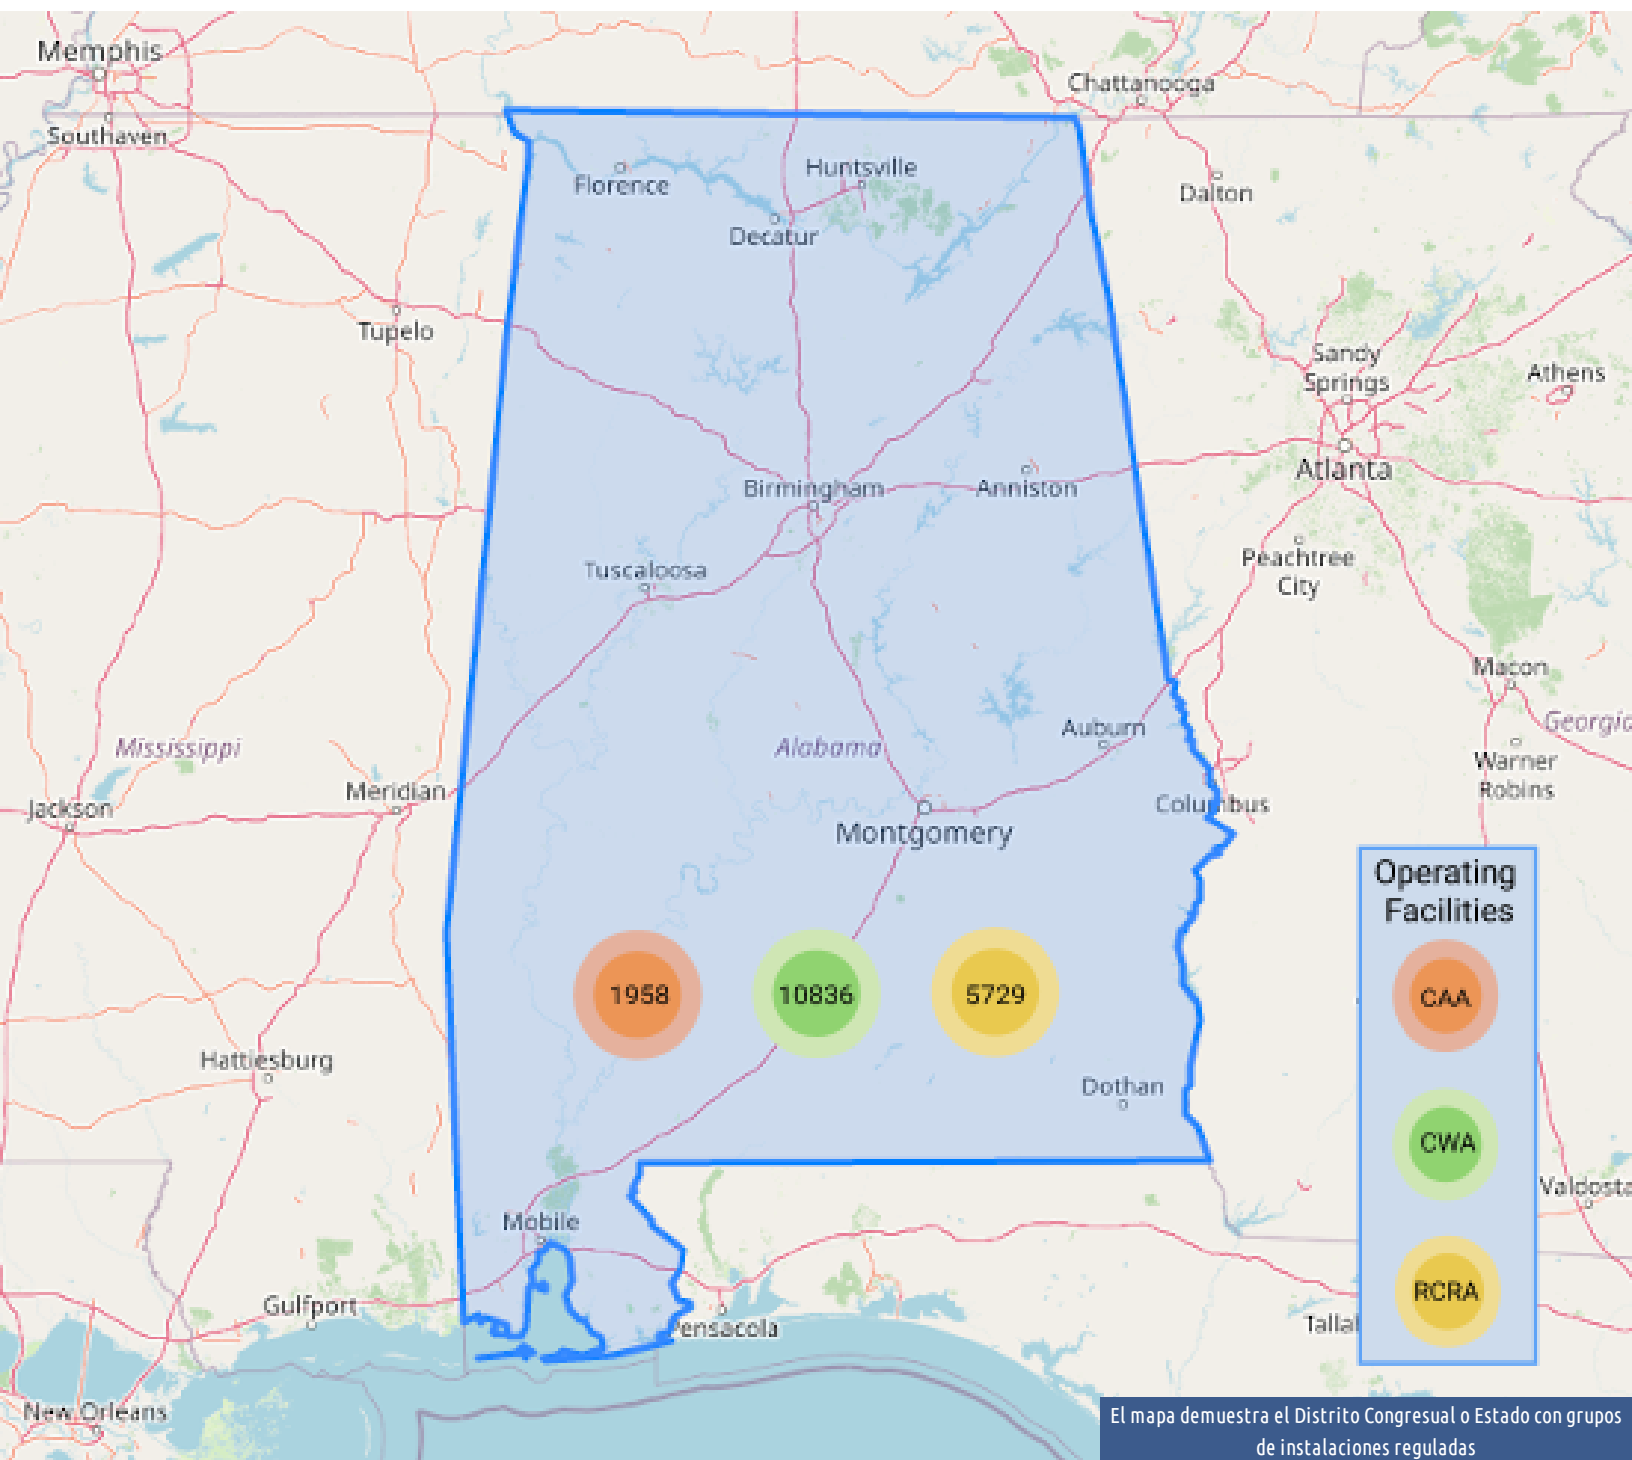 Memphis
Chattanooga
Southaven
Huntsville
Florence
Dalton
Decatur
Tupelo
Sandy
Springs
Athens
Atlanta
Birmingham
Anniston
Peachtree
City
Tuscaloosa
Macon
Georgia
Auburn
Mississippi
Alabama
Warner
Robins
Meridian
Jackson
Columbus
Montgomery
Operating
Facilities
1958
10836
5729
CAA
Hattiesburg
Dothan
CWA
Valdosta
Mobile
RCRA
Gulfport
Pensacola
Tallah
New Orleans
El mapa demuestra el Distrito Congresual o Estado con grupos
de instalaciones reguladas